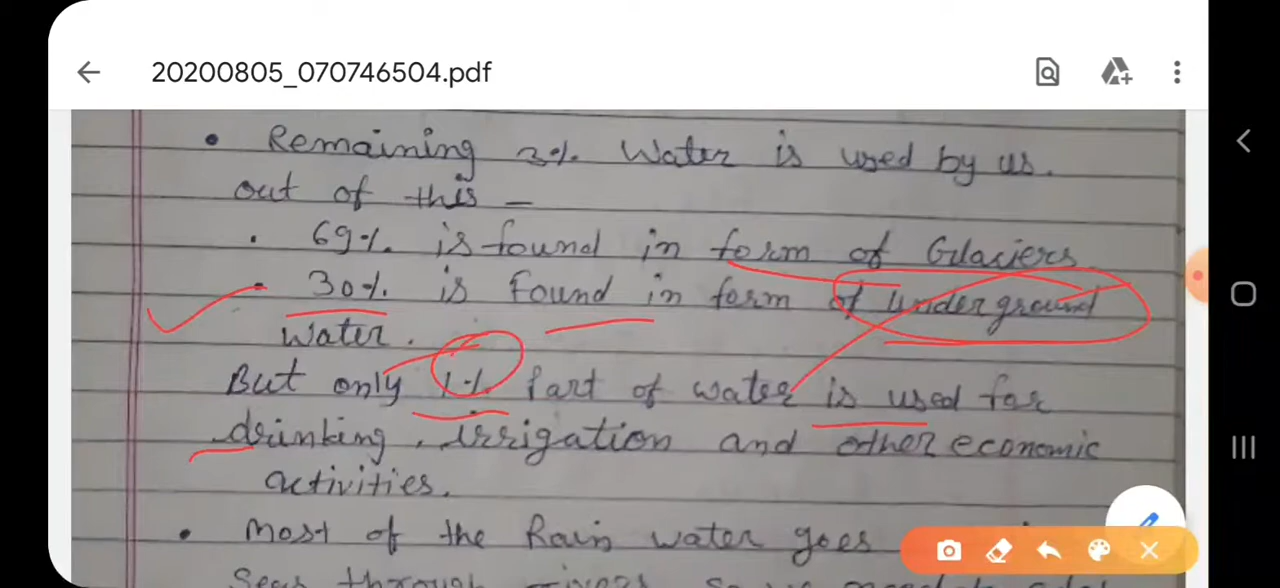 20200805_070746504.pdf
• Remaining 3% Water is used by us.
out of this —
• 69% is found in form of Glaciers
• 30% is found in form of underground
water.
But only 1% Part of water is used for
drinking, irrigation and other economic
activities.
• Most of the Rain water goes
through